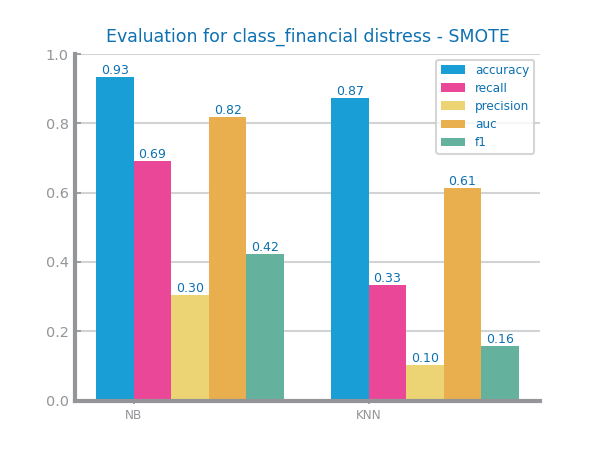 Evaluation for class_financial distress - SMOTE
1.0
0.8
0.6
0.4
0.2
0.0
0.93
0.69
0.30
0.82
0.42
0.87
0.33
0.10
0.61
0.16
accuracy
recall
precision
auc
f1
NB
KNN